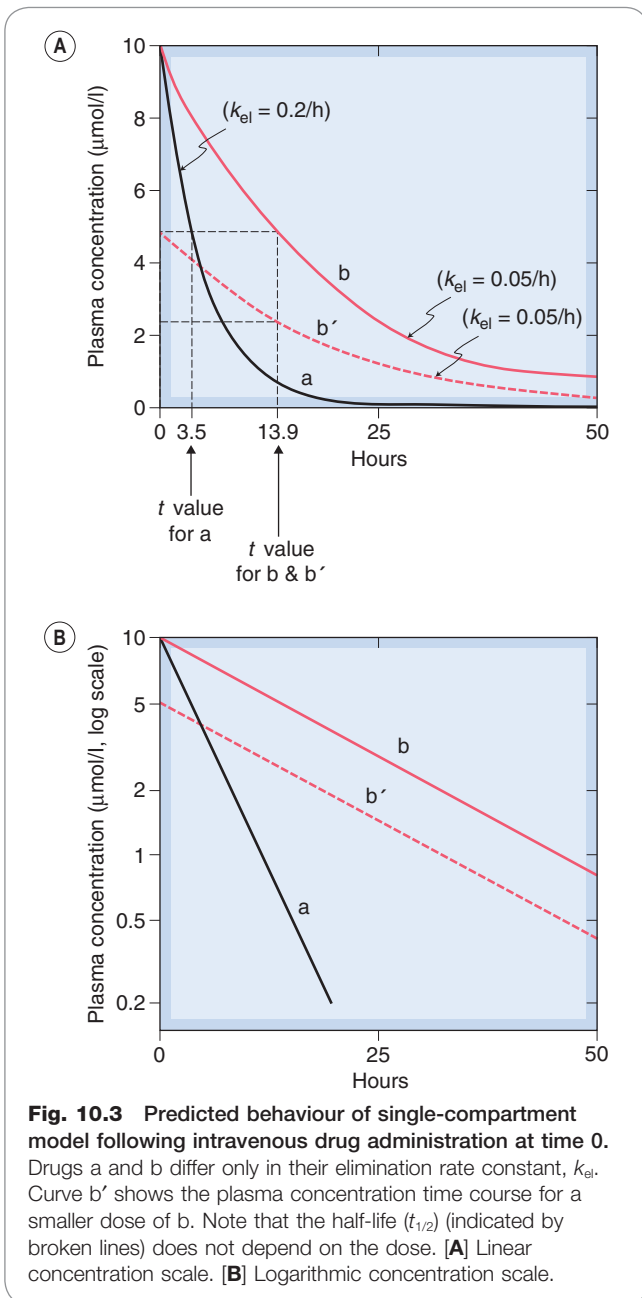 A
Plasma concentration (µmol/l)
10
8
6
4
2
0
(kel = 0.2/h)
b
(kel = 0.05/h)
(kel = 0.05/h)
b′
a
0 3.5 13.9 25 50
Hours
t value
for a
t value
for b & b′
B
Plasma concentration (µmol/l, log scale)
10
5
2
1
0.5
0.2
b
b′
a
0 25 50
Hours
Fig. 10.3 Predicted behaviour of single-compartment
model following intravenous drug administration at time 0.
Drugs a and b differ only in their elimination rate constant, kel.
Curve b′ shows the plasma concentration time course for a
smaller dose of b. Note that the half-life (t1/2) (indicated by
broken lines) does not depend on the dose. [A] Linear
concentration scale. [B] Logarithmic concentration scale.